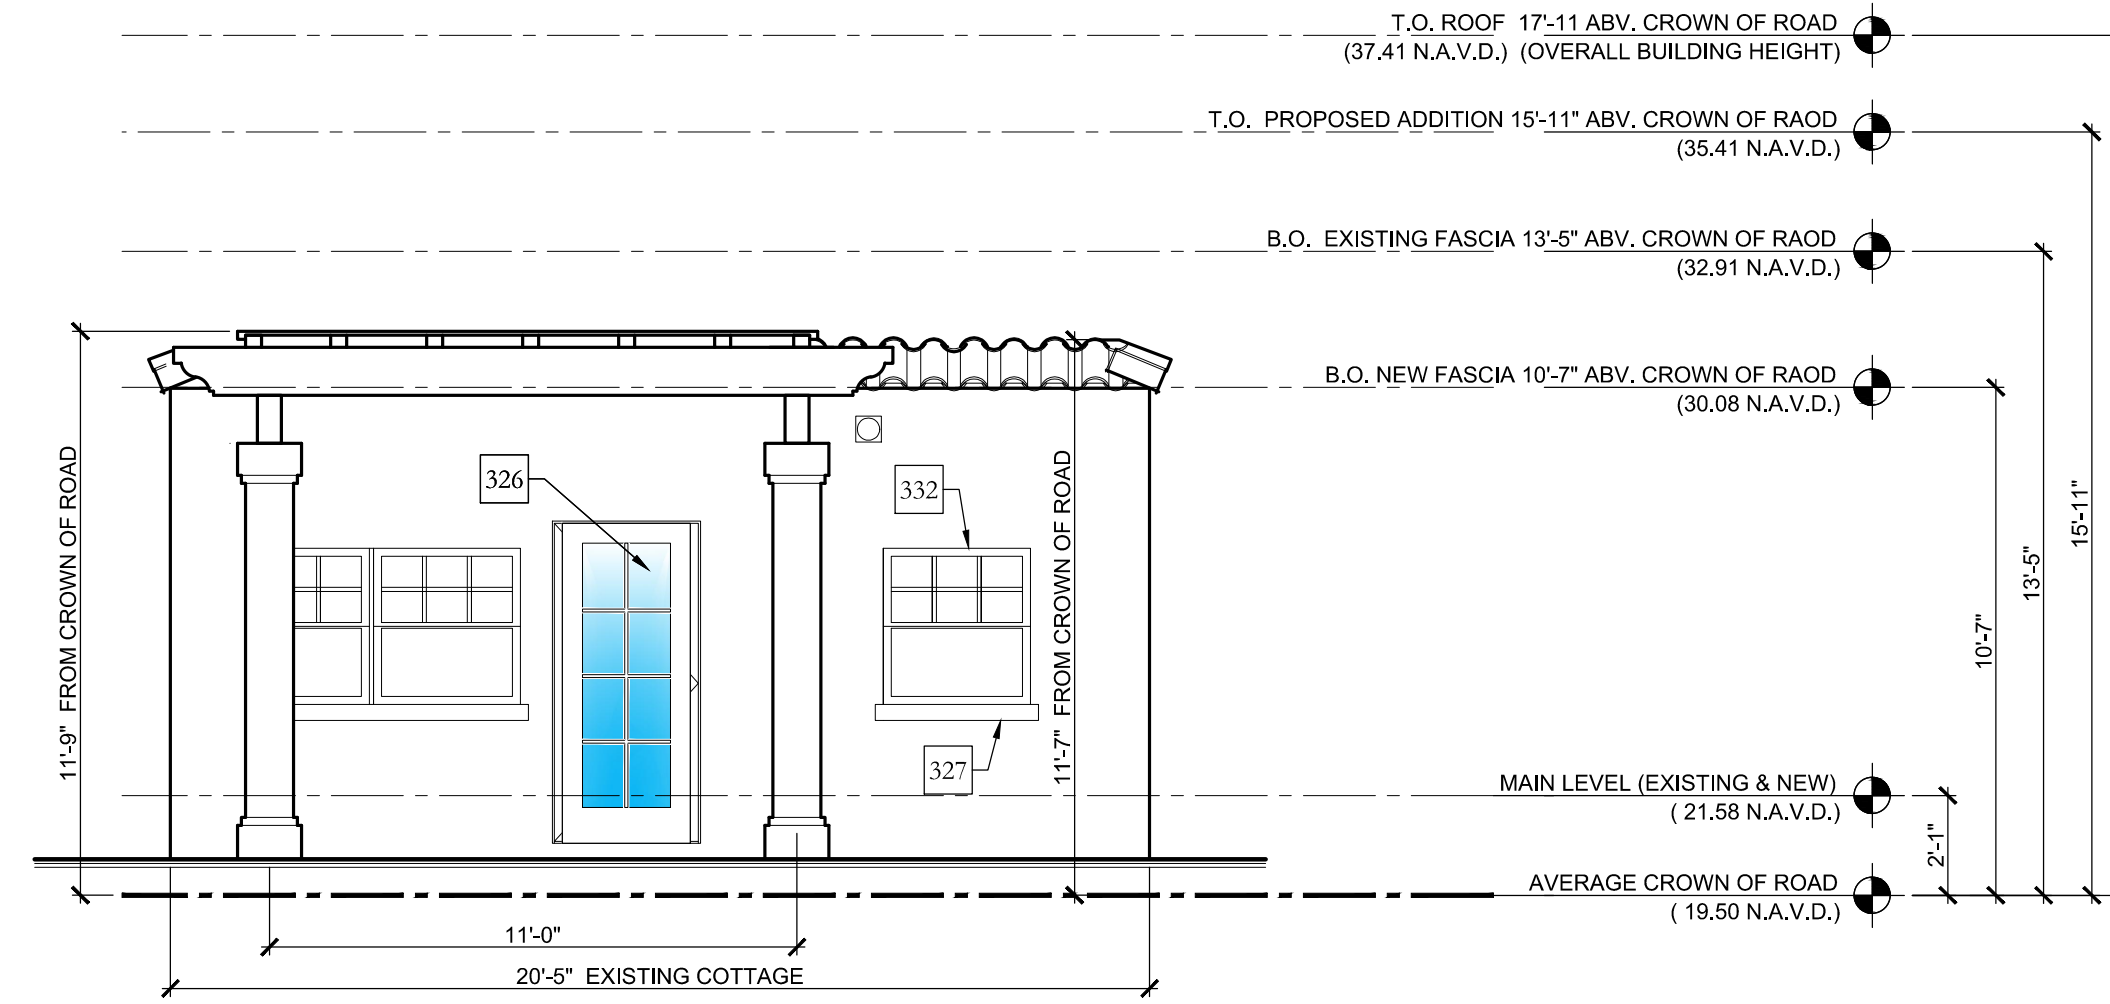 T.O. ROOF 17'-11 ABV. CROWN OF ROAD
(37.41 N.A.V.D.) (OVERALL BUILDING HEIGHT)
T.O. PROPOSED ADDITION 15'-11" ABV. CROWN OF RAOD
(35.41 N.A.V.D.)
B.O. EXISTING FASCIA 13'-5" ABV. CROWN OF RAOD
(32.91 N.A.V.D.)
B.O. NEW FASCIA 10'-7" ABV. CROWN OF RAOD
(30.08 N.A.V.D.)
11'-9" FROM CROWN OF ROAD
326
332
11'-7" FROM CROWN OF ROAD
327
10'-7"
13'-5"
15'-11"
MAIN LEVEL (EXISTING & NEW)
( 21.58 N.A.V.D.)
2'-1"
AVERAGE CROWN OF ROAD
( 19.50 N.A.V.D.)
11'-0"
20'-5" EXISTING COTTAGE